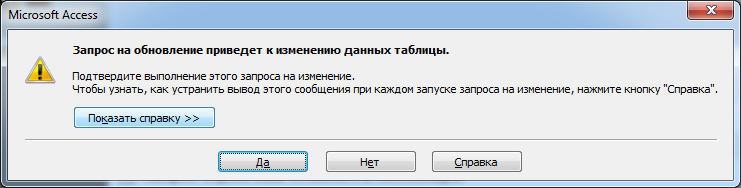 Microsoft Access
Запрос на обновление приведет к изменению данных таблицы.
Подтвердите выполнение этого запроса на изменение.
Чтобы узнать, как устранить вывод этого сообщения при каждом запуске запроса на изменение, нажмите кнопку "Справка".
Показать справку >>
Да
Нет
Справка